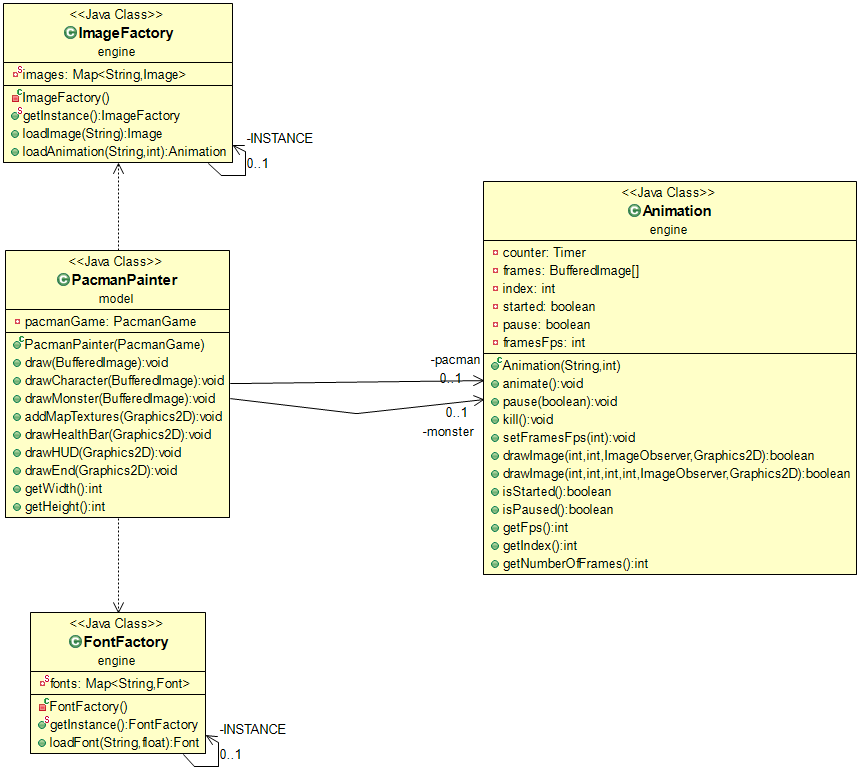 <<Java Class>>
ImageFactory
engine
images: Map<String,Image>
ImageFactory()
getInstance():ImageFactory
loadImage(String):Image
loadAnimation(String,int):Animation
-INSTANCE
0..1
<<Java Class>>
PacmanPainter
model
pacmanGame: PacmanGame
PacmanPainter(PacmanGame)
draw(BufferedImage):void
drawCharacter(BufferedImage):void
drawMonster(BufferedImage):void
addMapTextures(Graphics2D):void
drawHealthBar(Graphics2D):void
drawHUD(Graphics2D):void
drawEnd(Graphics2D):void
getWidth():int
getHeight():int
-pacman
0..1
0..1
-monster
<<Java Class>>
Animation
engine
counter: Timer
frames: BufferedImage[]
index: int
started: boolean
pause: boolean
framesFps: int
Animation(String,int)
animate():void
pause(boolean):void
kill():void
setFramesFps(int):void
drawImage(int,int,ImageObserver,Graphics2D):boolean
drawImage(int,int,int,int,ImageObserver,Graphics2D):boolean
isStarted():boolean
isPaused():boolean
getFps():int
getIndex():int
getNumberOfFrames():int
<<Java Class>>
FontFactory
engine
fonts: Map<String,Font>
FontFactory()
getInstance():FontFactory
loadFont(String,float):Font
-INSTANCE
0..1